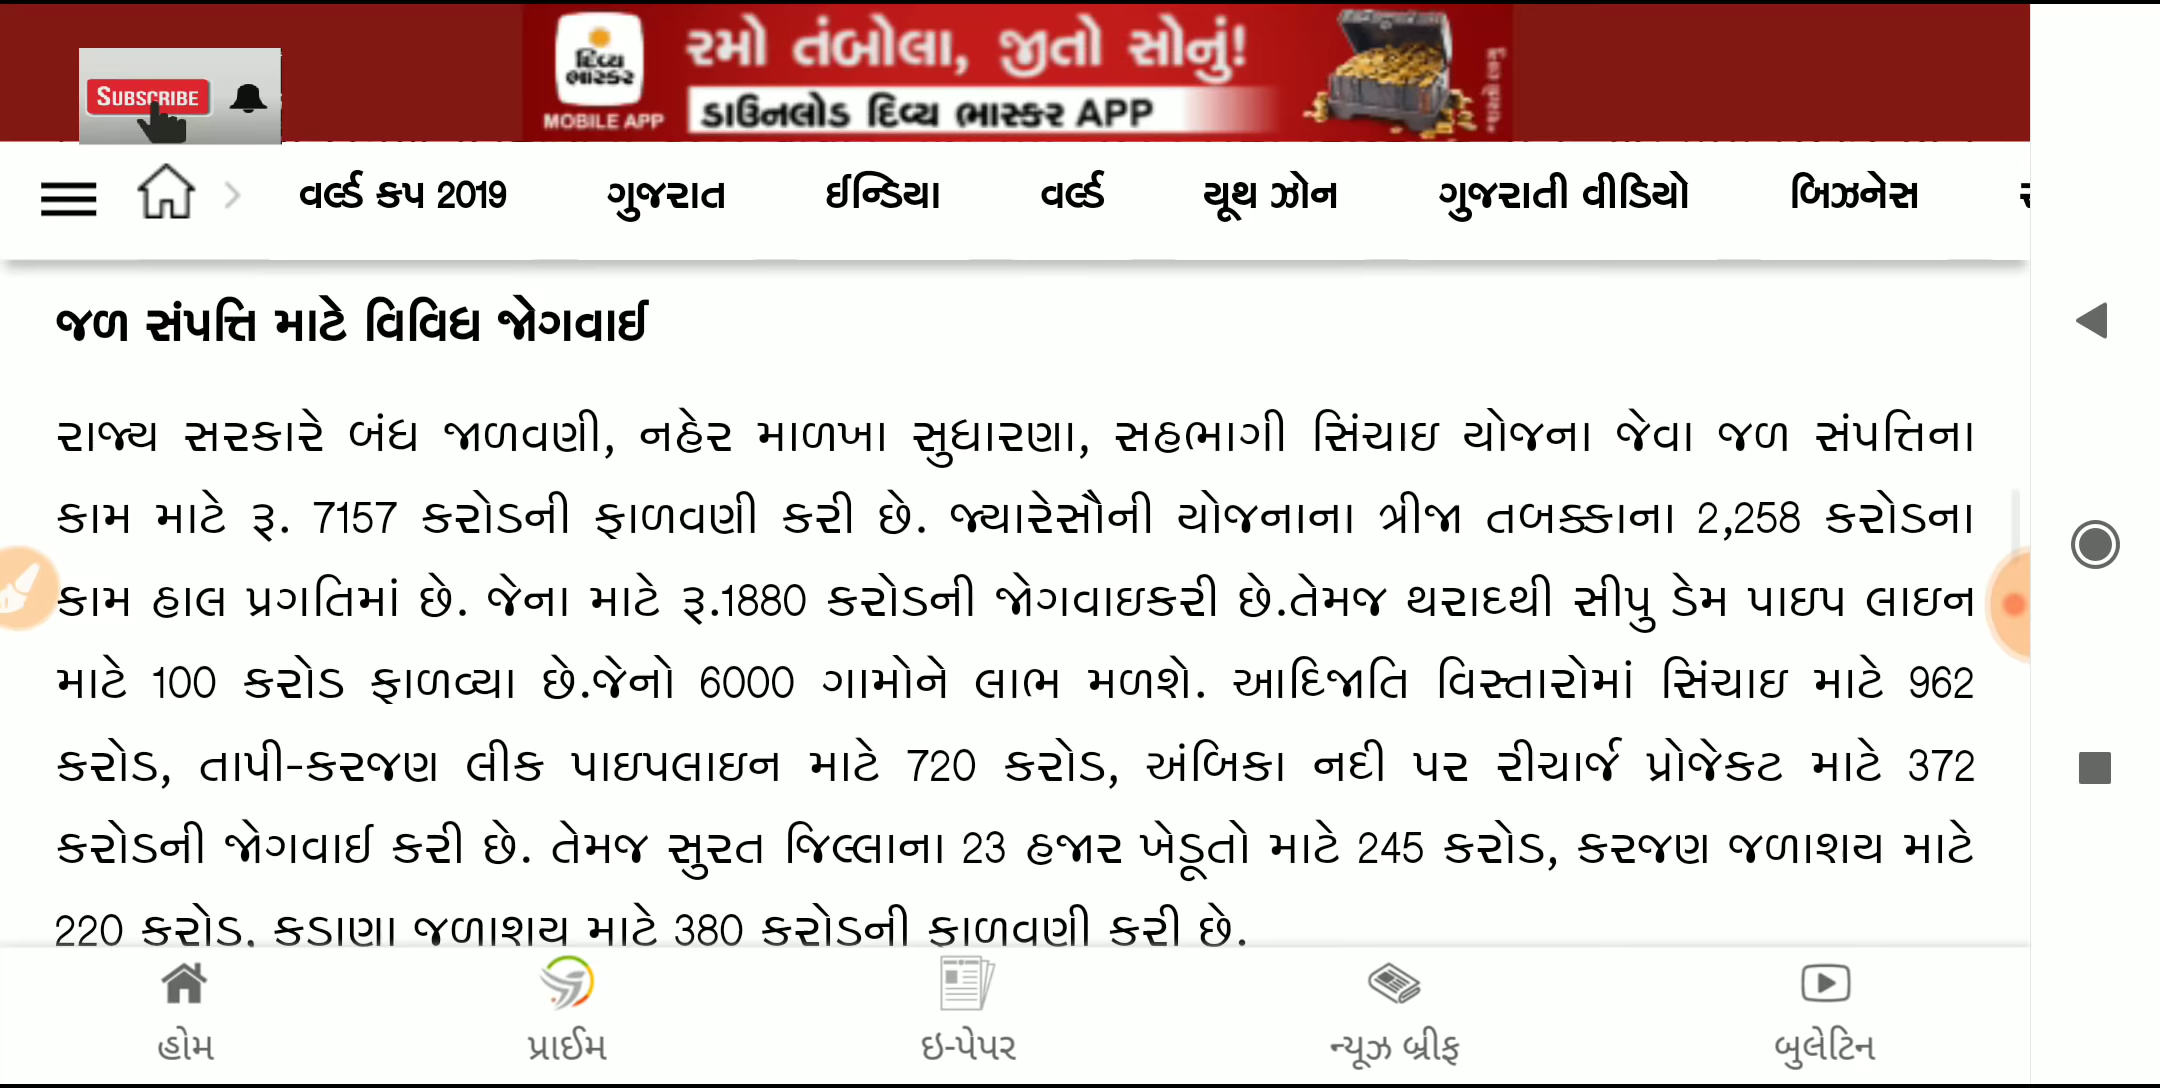 દિવ્ય ભાસ્કર
MOBILE APP
રમો તંબોલા, જીતો સોનું!
ડાઉનલોડ દિવ્ય ભાસ્કર APP
SUBSCRIBE
વર્લ્ડ કપ 2019 ગુજરાત ઈન્ડિયા વર્લ્ડ યૂથ ઝોન ગુજરાતી વીડિયો બિઝનેસ
જળ સંપત્તિ માટે વિવિધ જોગવાઈ
રાજ્ય સરકારે બંધ જાળવણી, નહેર માળખા સુધારણા, સહભાગી સિંચાઇ યોજના જેવા જળ સંપત્તિના
કામ માટે રૂ. 7157 કરોડની ફાળવણી કરી છે. જ્યારેસૌની યોજનાના ત્રીજા તબક્કાના 2,258 કરોડના
કામ હાલ પ્રગતિમાં છે. જેના માટે રૂ.1880 કરોડની જોગવાઇકરી છે.તેમજ થરાદથી સીપુ ડેમ પાઇપ લાઇન
માટે 100 કરોડ ફાળવ્યા છે.જેનો 6000 ગામોને લાભ મળશે. આદિજાતિ વિસ્તારોમાં સિંચાઇ માટે 962
કરોડ, તાપી-કરજણ લીક પાઇપલાઇન માટે 720 કરોડ, અંબિકા નદી પર રીચાર્જ પ્રોજેકટ માટે 372
કરોડની જોગવાઈ કરી છે. તેમજ સુરત જિલ્લાના 23 હજાર ખેડૂતો માટે 245 કરોડ, કરજણ જળાશય માટે
220 કરોડ, કડાણા જળાશય માટે 380 કરોડની ફાળવણી કરી છે.
હોમ પ્રાઈમ ઇ-પેપર ન્યૂઝ બ્રીફ બુલેટિન